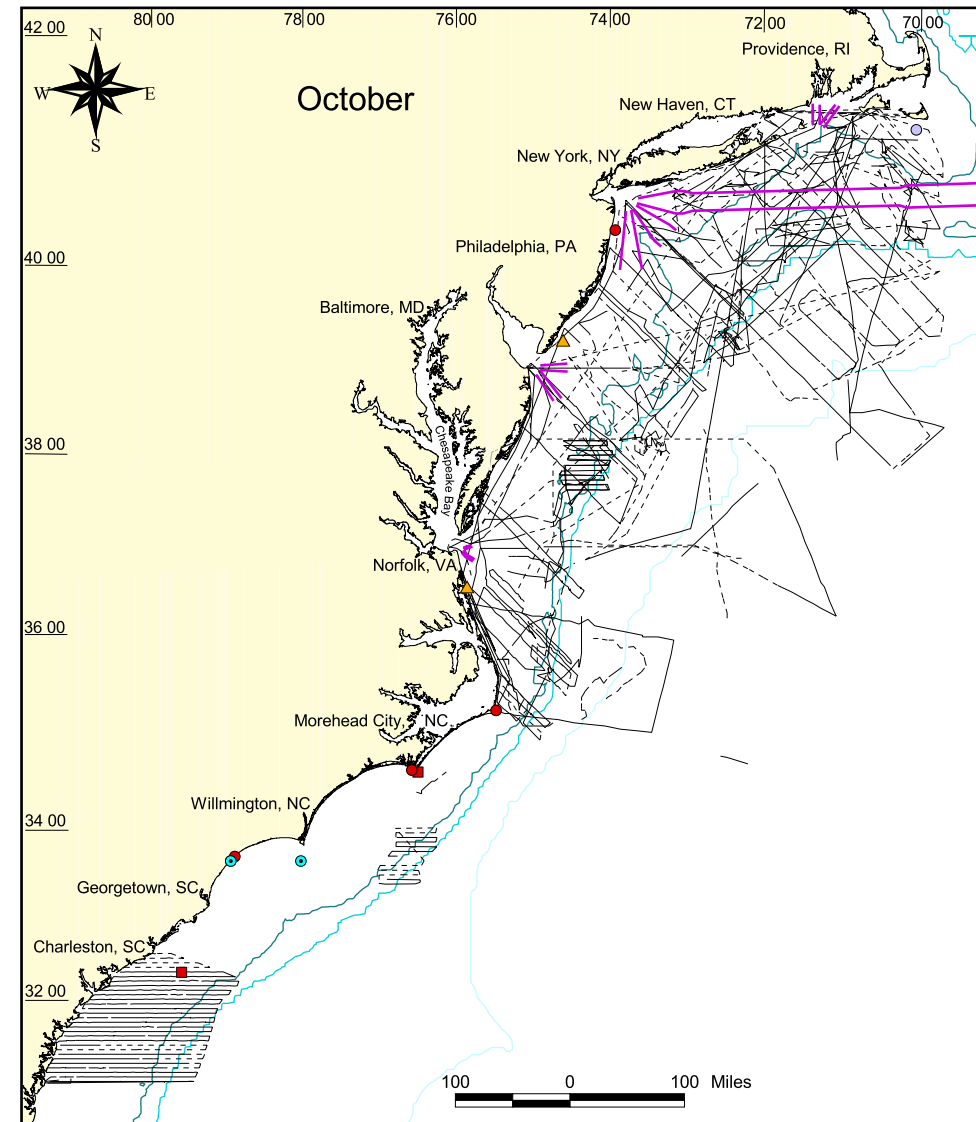 80 00 78 00 76 00 74 00 72 00 70 00
42 00
N
W E
S
October
Providence, RI
New Haven, CT
New York, NY
Philadelphia, PA
40 00
Baltimore, MD
Chesapeake Bay
38 00
Norfolk, VA
36 00
Morehead City, NC
Willmington, NC
34 00
Georgetown, SC
Charleston, SC
32 00
100 0 100 Miles